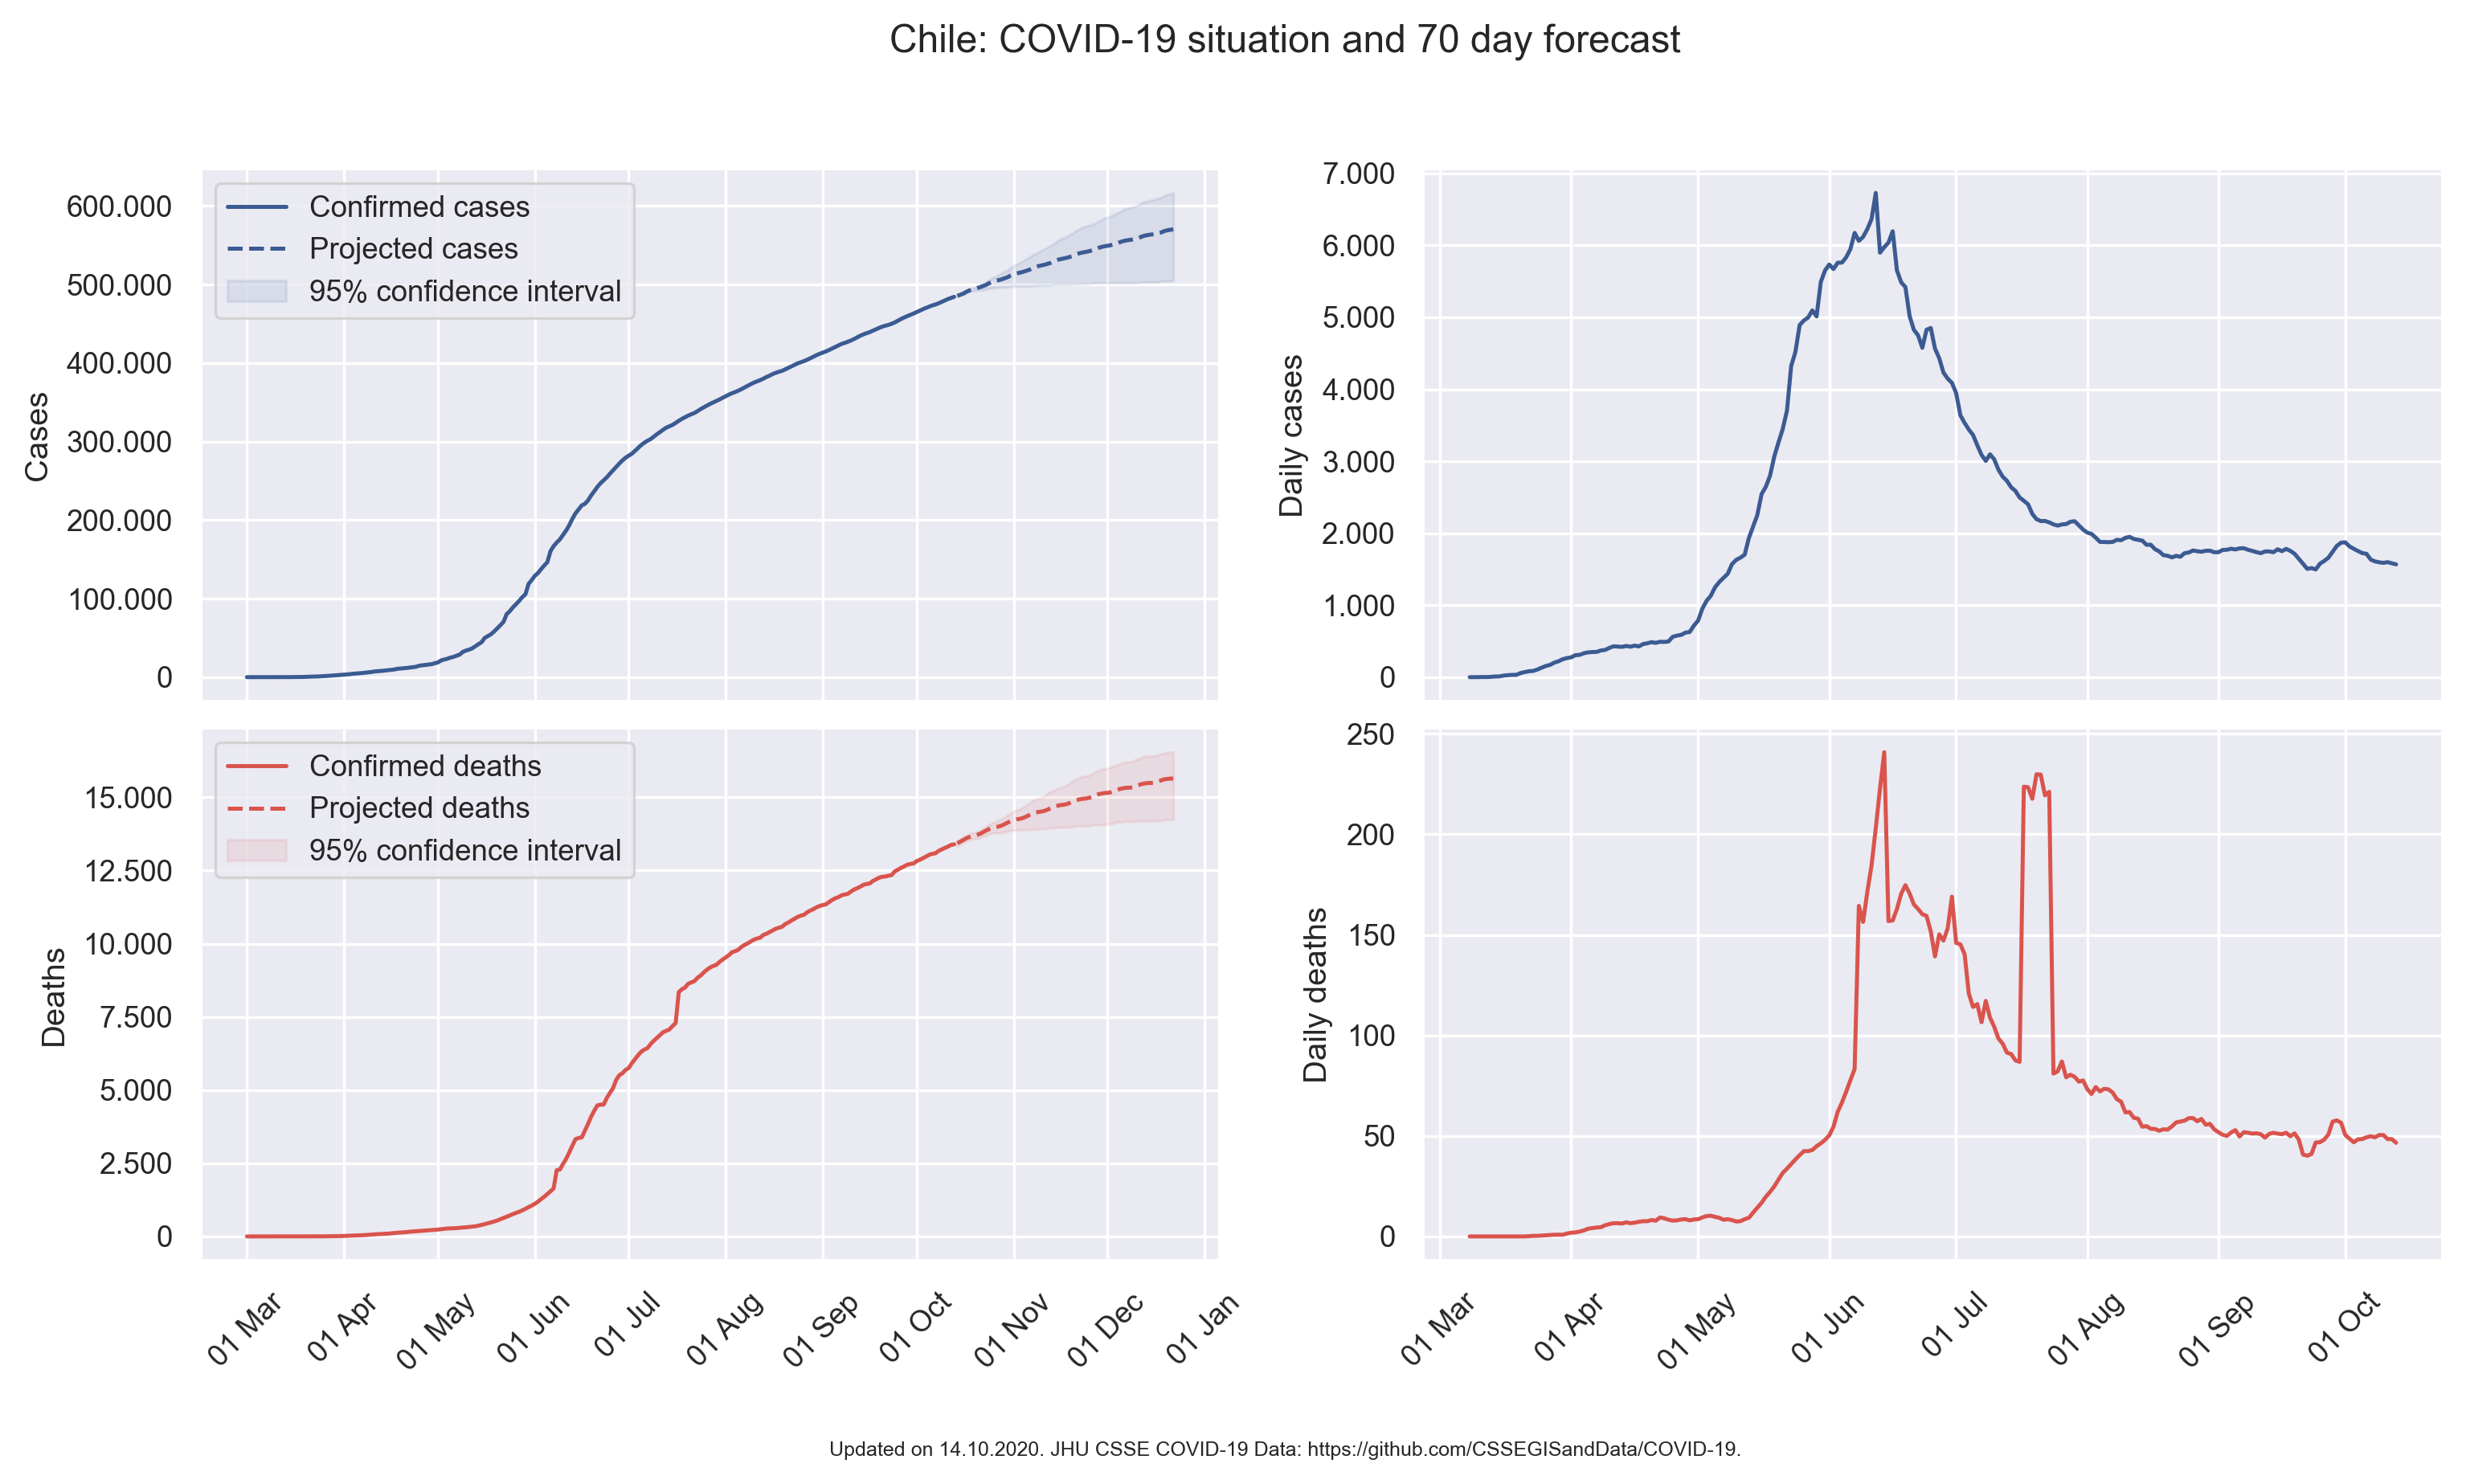 Chile: COVID-19 situation and 70 day forecast
Cases
600.000
500.000
400.000
300.000
200.000
100.000
0
Confirmed cases
Projected cases
95% confidence interval
Daily cases
7.000
6.000
5.000
4.000
3.000
2.000
1.000
0
Deaths
15.000
12.500
10.000
7.500
5.000
2.500
0
Confirmed deaths
Projected deaths
95% confidence interval
01 Mar
01 Apr
01 May
01 Jun
01 Jul
01 Aug
01 Sep
01 Oct
01 Nov
01 Dec
01 Jan
Daily deaths
250
200
150
100
50
0
01 Mar
01 Apr
01 May
01 Jun
01 Jul
01 Aug
01 Sep
01 Oct
Updated on 14.10.2020. JHU CSSE COVID-19 Data: https://github.com/CSSEGISandData/COVID-19.